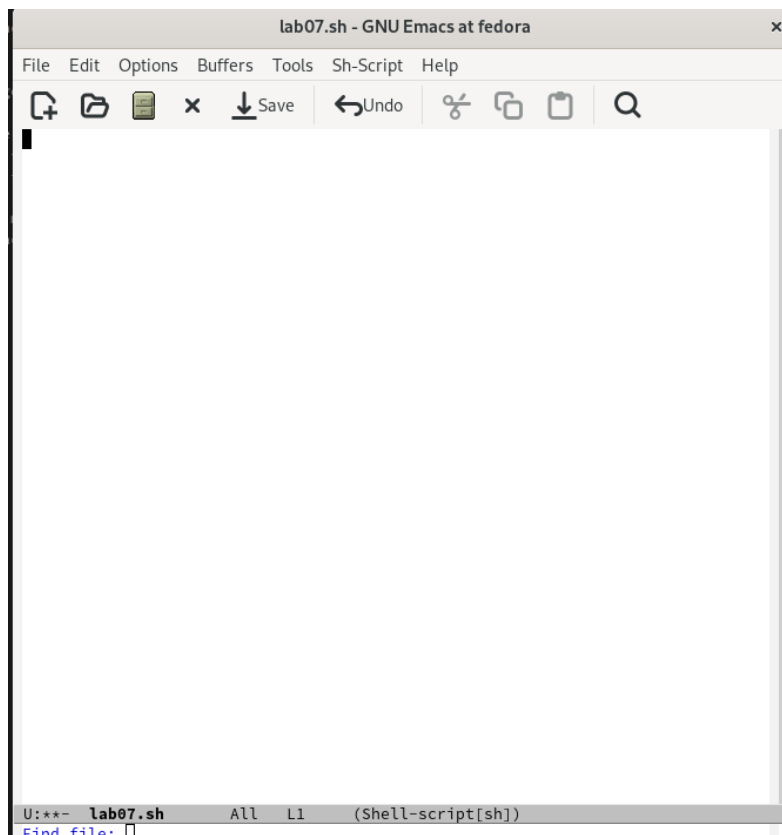 lab07.sh - GNU Emacs at fedora
File Edit Options Buffers Tools Sh-Script Help
Save Undo
U:**- lab07.sh All L1 (Shell-script[sh])
Find file: